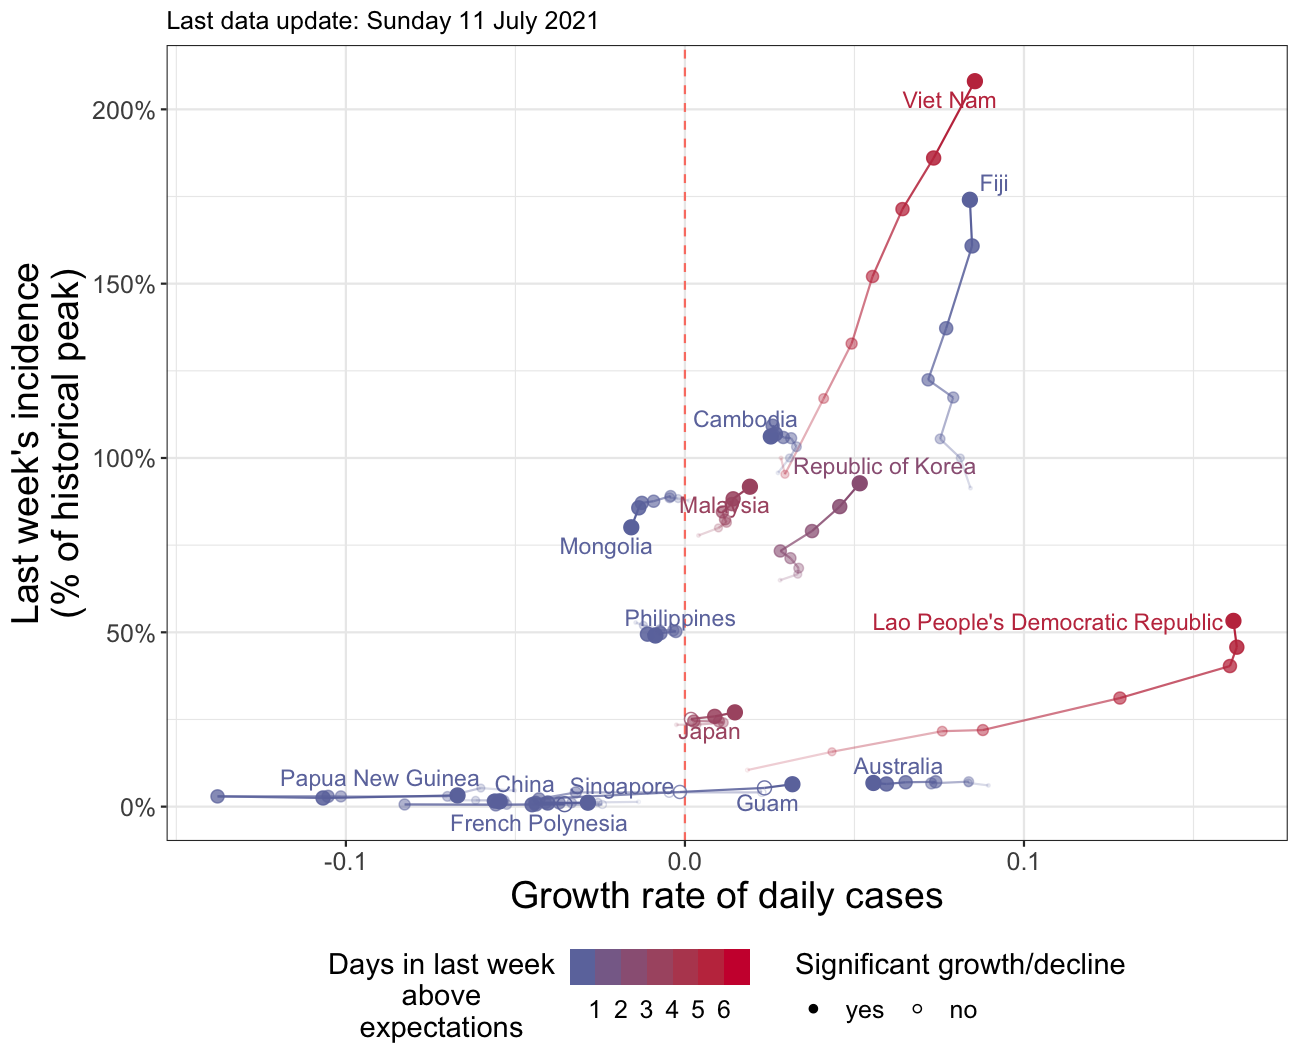 Last data update: Sunday 11 July 2021
Last week's incidence
(% of historical peak)
200%
150%
100%
50%
0%
Viet Nam
Fiji
Cambodia
Republic of Korea
Malaysia
Mongolia
Philippines
Lao People's Democratic Republic
Japan
Australia
Papua New Guinea
China
Singapore
Guam
French Polynesia
-0.1
0.0
0.1
Growth rate of daily cases
Days in last week
above
expectations
1 2 3 4 5 6
Significant growth/decline
yes
no